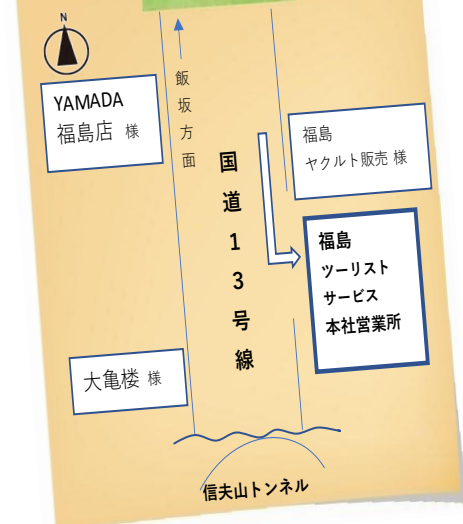 N
飯坂方面
YAMADA
福島店 様
国道13号線
福島
ヤクルト販売 様
福島
ツーリスト
サービス
本社営業所
大亀楼 様
信夫山トンネル